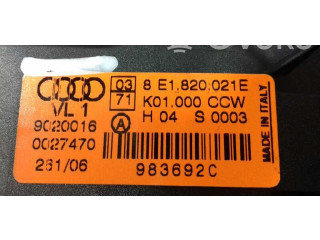 03 8 E1.820.021E
71 K01.000 CCW
VL 1 H 04 S 0003
9020016 A
0027470
261/06 983692C
MADE IN ITALY